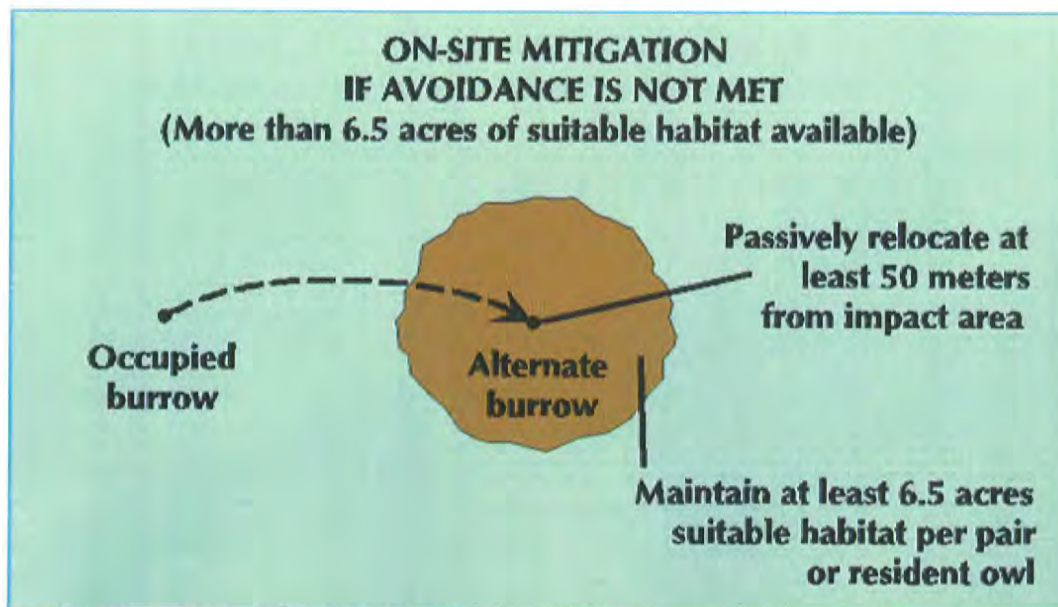 ON-SITE MITIGATION
IF AVOIDANCE IS NOT MET
(More than 6.5 acres of suitable habitat available)
Passively relocate at
least 50 meters
from impact area
Occupied
burrow
Alternate
burrow
Maintain at least 6.5 acres
suitable habitat per pair
or resident owl